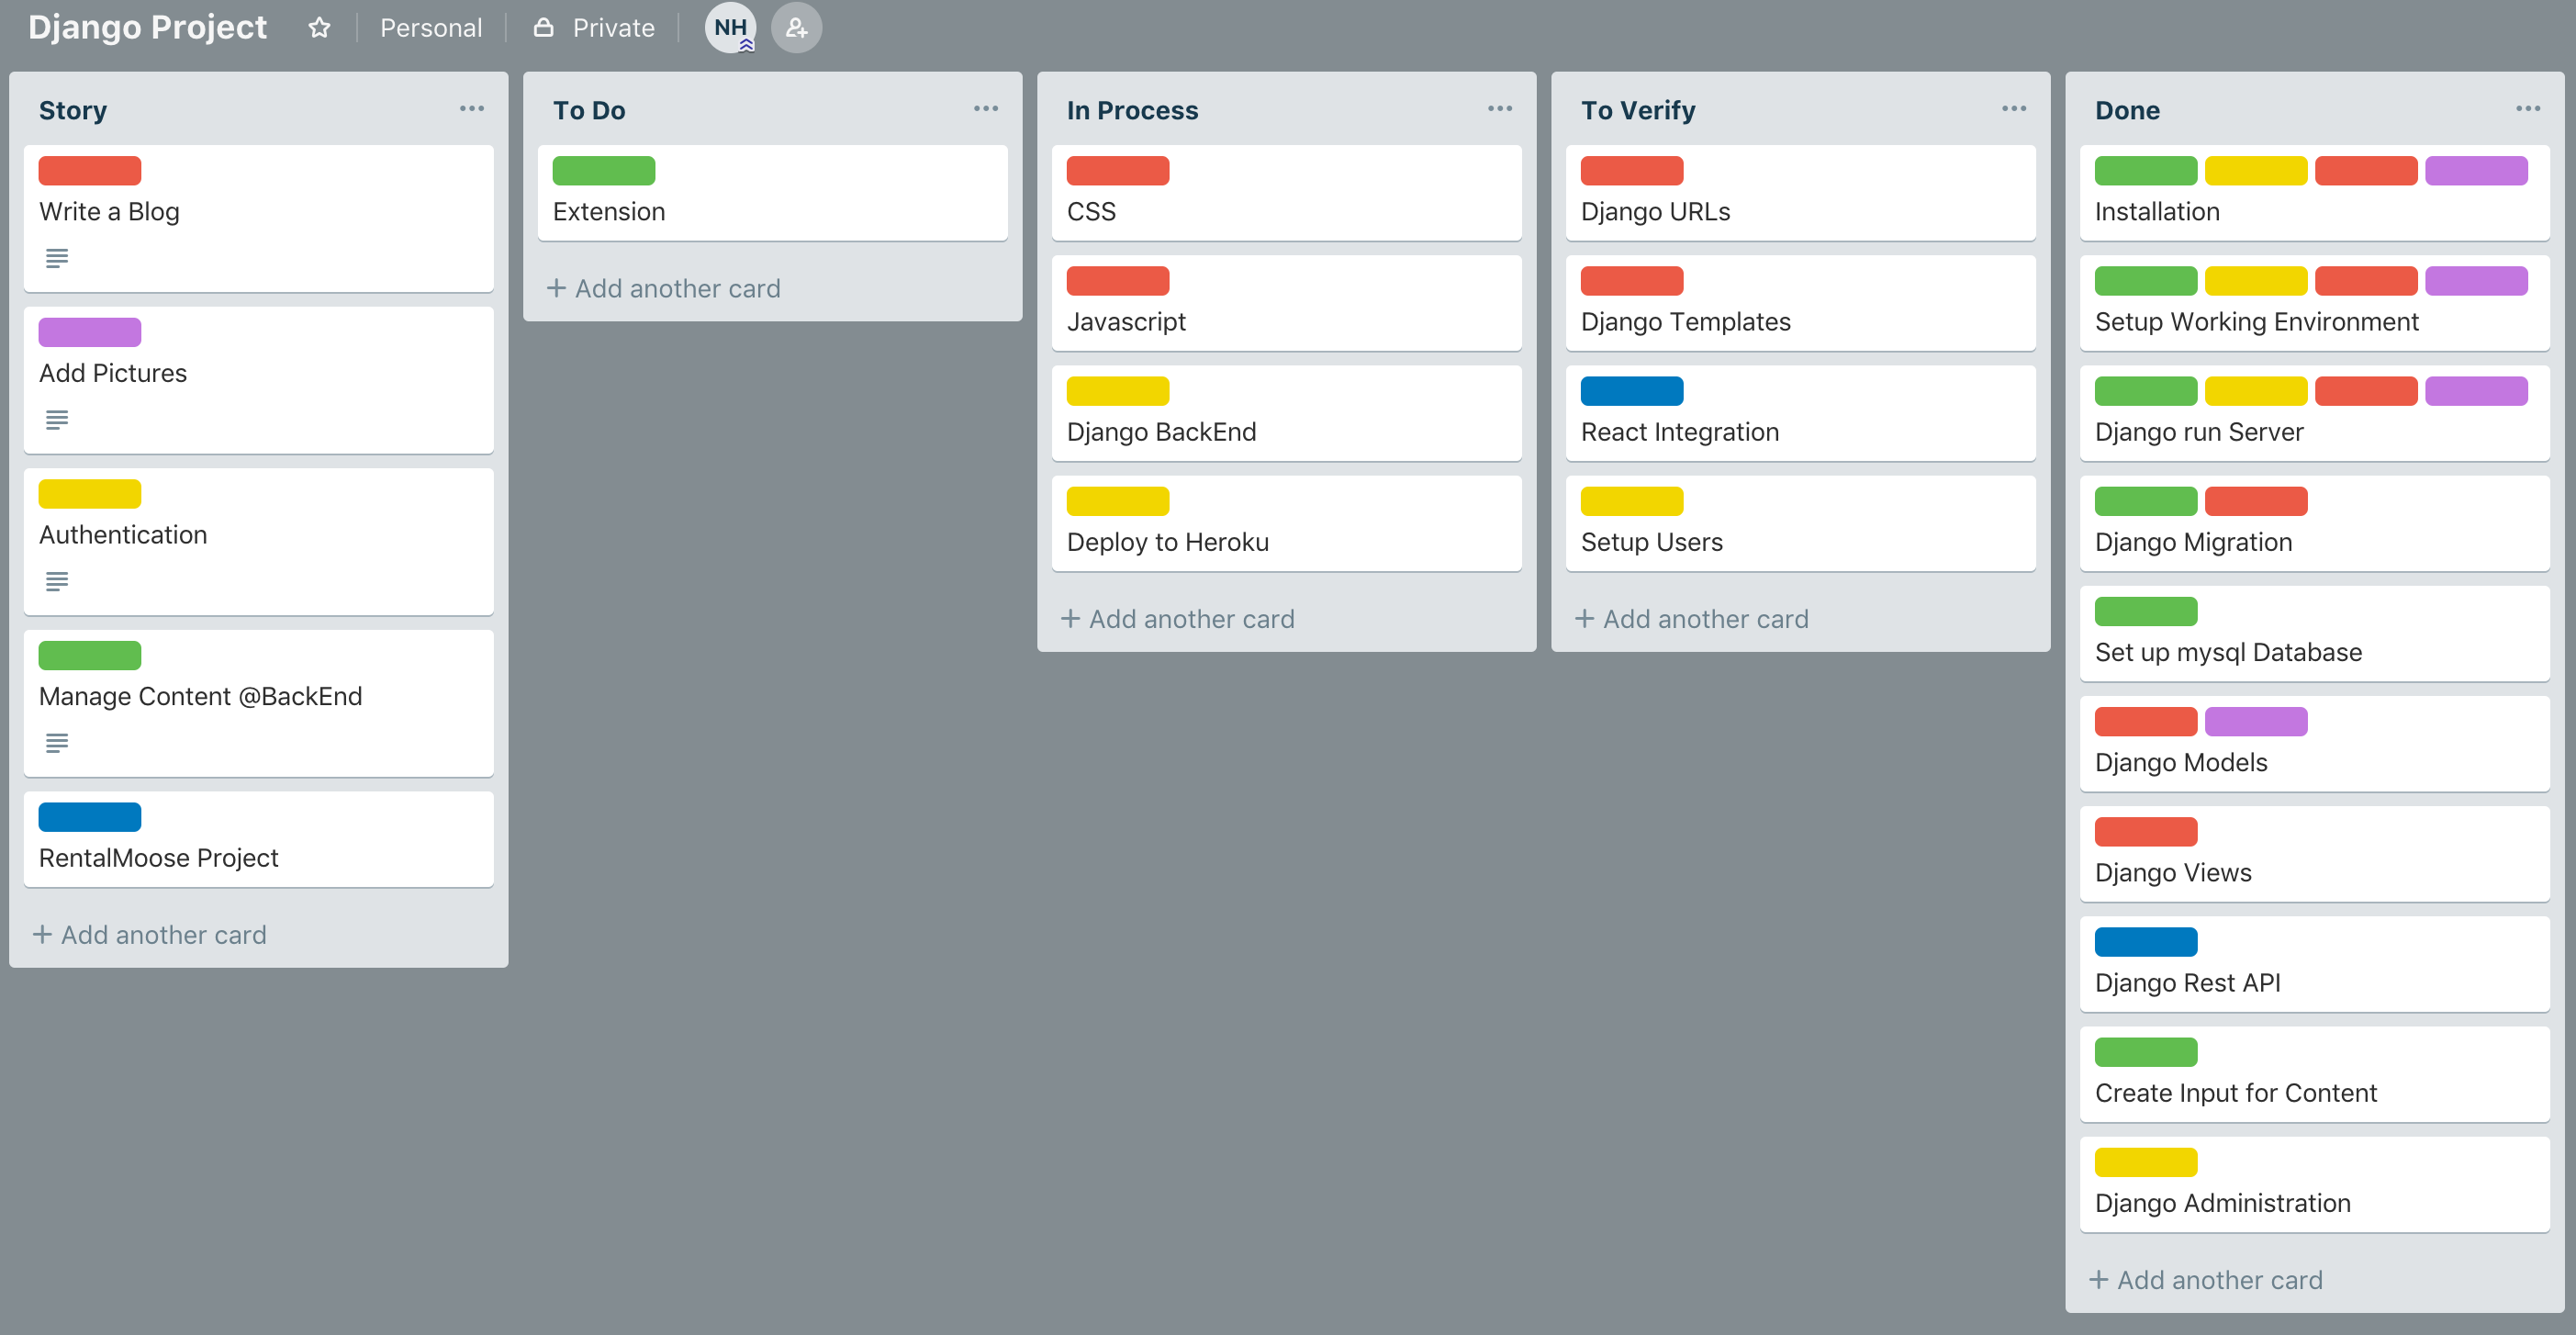 Django Project Personal Private NH
Story
Write a Blog
Add Pictures
Authentication
Manage Content @BackEnd
RentalMoose Project
+ Add another card
To Do
Extension
+ Add another card
In Process
CSS
Javascript
Django BackEnd
Deploy to Heroku
+ Add another card
To Verify
Django URLs
Django Templates
React Integration
Setup Users
+ Add another card
Done
Installation
Setup Working Environment
Django run Server
Django Migration
Set up mysql Database
Django Models
Django Views
Django Rest API
Create Input for Content
Django Administration
+ Add another card